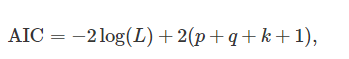 AIC = −2 log(L) + 2(p + q + k + 1),